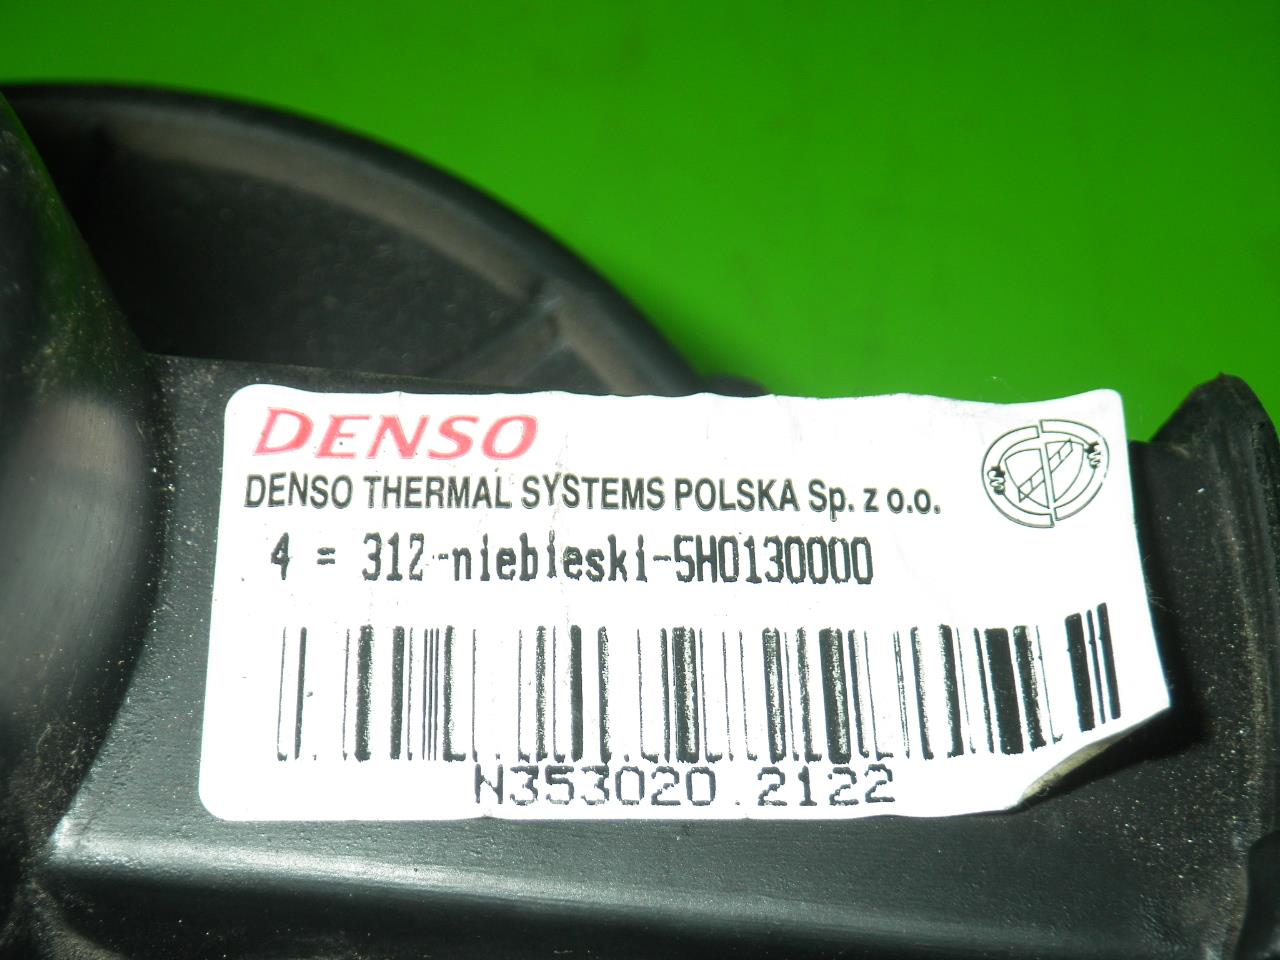 DENSO
DENSO THERMAL SYSTEMS POLSKA Sp. z o.o.
4 = 312-niebieski-5H0130000
N353020 2122